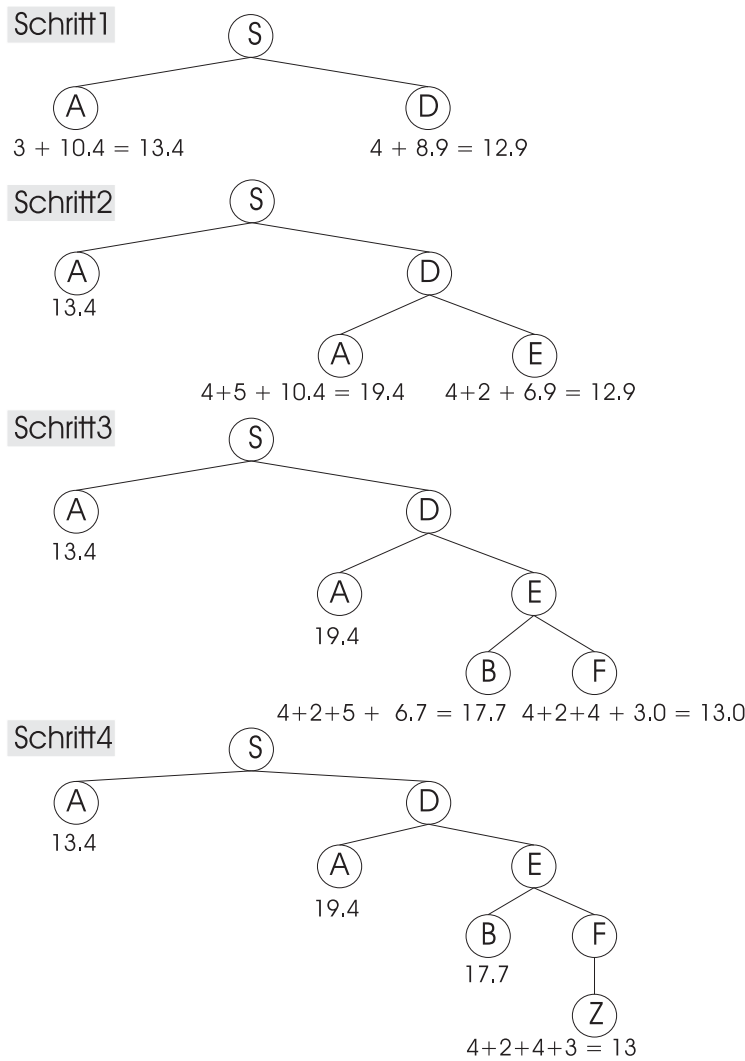 Schritt1
S
A D
3 + 10.4 = 13.4 4 + 8.9 = 12.9
Schritt2
S
A D
13.4
A E
4+5 + 10.4 = 19.4 4+2 + 6.9 = 12.9
Schritt3
S
A D
13.4
A E
19.4
B F
4+2+5 + 6.7 = 17.7 4+2+4 + 3.0 = 13.0
Schritt4
S
A D
13.4
A E
19.4
B F
17.7
Z
4+2+4+3 = 13